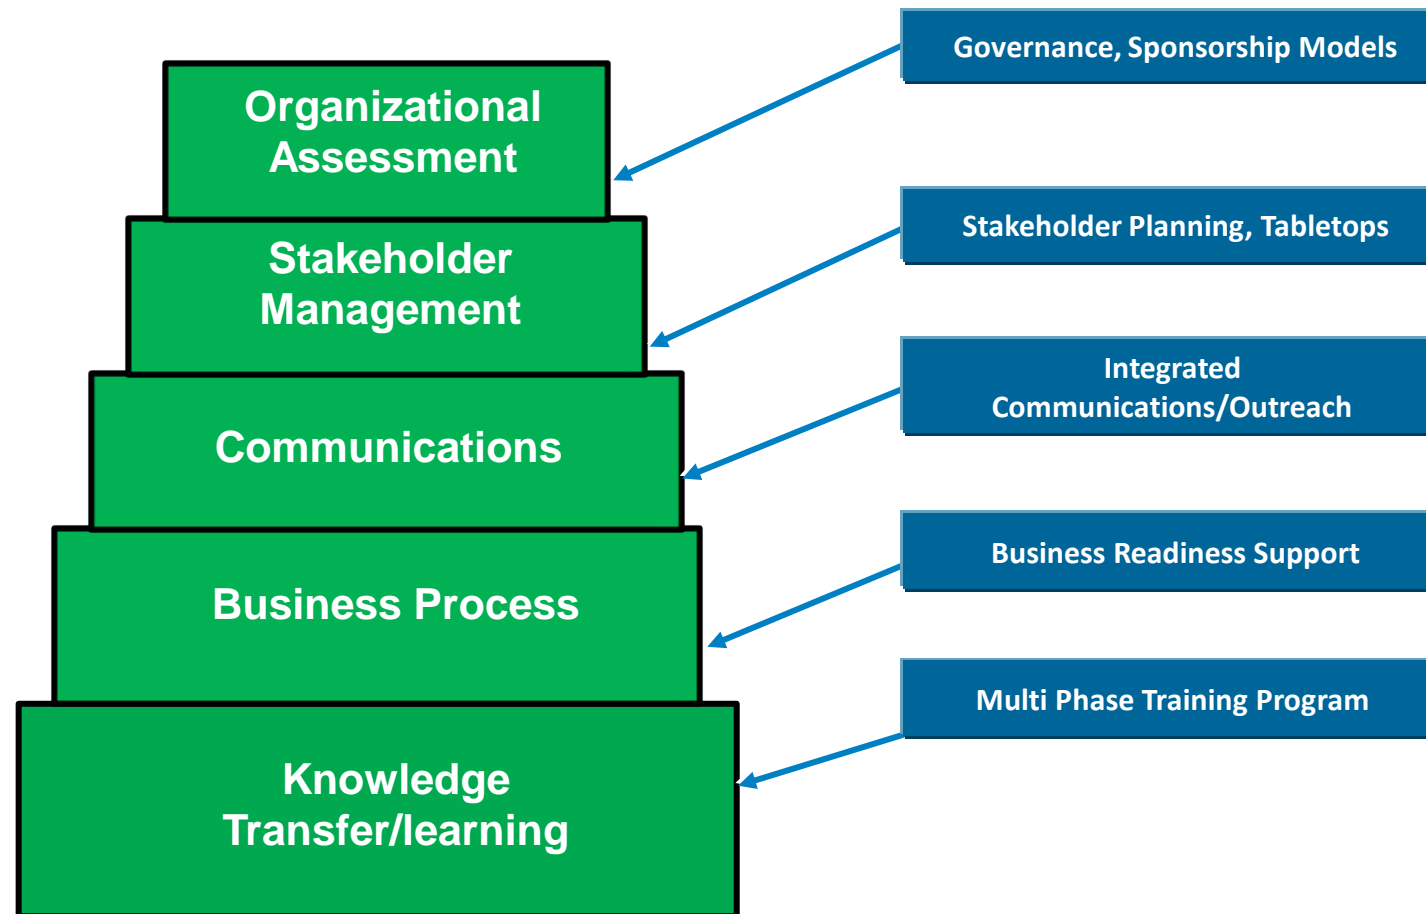 Organizational
Assessment
Governance, Sponsorship Models
Stakeholder
Management
Stakeholder Planning, Tabletops
Communications
Integrated
Communications/Outreach
Business Process
Business Readiness Support
Knowledge
Transfer/learning
Multi Phase Training Program